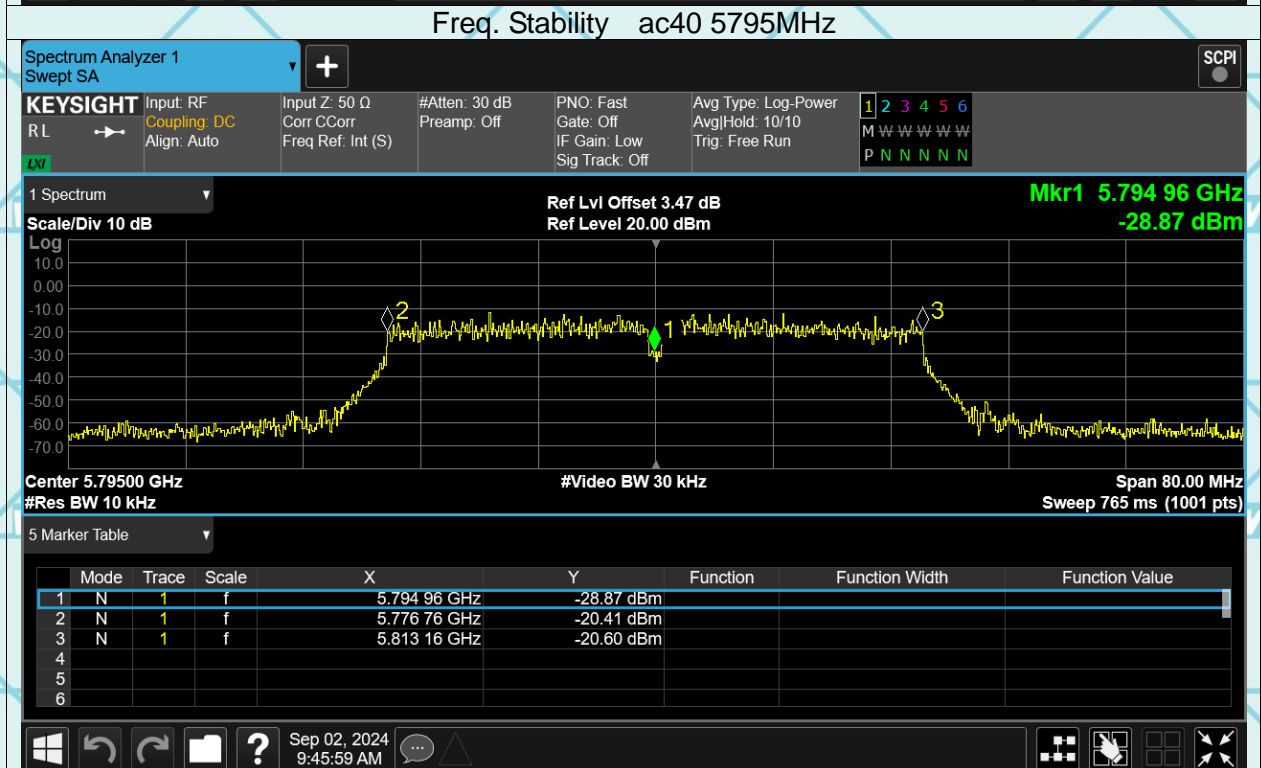 Freq. Stability ac40 5795MHz
Spectrum Analyzer 1
Swept SA
+
SCPI
KEYSIGHT Input: RF Input Z: 50 Ω #Atten: 30 dB PNO: Fast Avg Type: Log-Power 1 2 3 4 5 6
R L Coupling: DC Corr CCorr Preamp: Off Gate: Off Avg|Hold: 10/10 M W W W W W
Align: Auto Freq Ref: Int (S) IF Gain: Low Trig: Free Run P N N N N N
LXI Sig Track: Off
1 Spectrum Ref Lvl Offset 3.47 dB Mkr1 5.794 96 GHz
Scale/Div 10 dB Ref Level 20.00 dBm -28.87 dBm
Log
10.0
0.00
-10.0
-20.0
-30.0
-40.0
-50.0
-60.0
-70.0
2
1
3
Center 5.79500 GHz #Video BW 30 kHz Span 80.00 MHz
#Res BW 10 kHz Sweep 765 ms (1001 pts)
5 Marker Table
Mode Trace Scale X Y Function Function Width Function Value
1 N 1 f 5.794 96 GHz -28.87 dBm
2 N 1 f 5.776 76 GHz -20.41 dBm
3 N 1 f 5.813 16 GHz -20.60 dBm
4
5
6
? Sep 02, 2024
9:45:59 AM